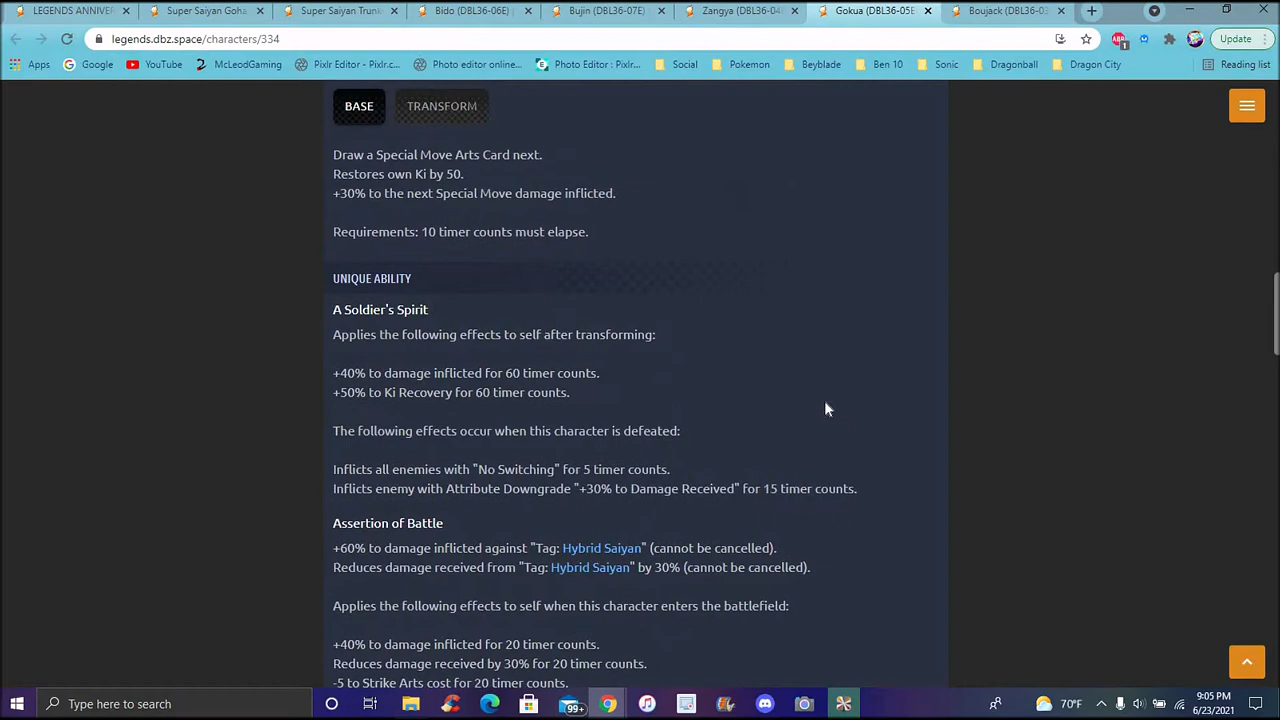 LEGENDS ANNIVER
Super Saiyan Goha
Super Saiyan Trunk
Bido (DBL36-06E)
Bujin (DBL36-07E)
Zangya (DBL36-04
Gokua (DBL36-05E
Boujack (DBL36-03
legends.dbz.space/characters/334
ABP
1
Update
Apps
Google
YouTube
McLeodGaming
Pixlr Editor - Pixlr.c...
Photo editor online...
Photo Editor : Pixlr...
Social
Pokemon
Beyblade
Ben 10
Sonic
Dragonball
Dragon City
Reading list
BASE
TRANSFORM
Draw a Special Move Arts Card next.
Restores own Ki by 50.
+30% to the next Special Move damage inflicted.
Requirements: 10 timer counts must elapse.
UNIQUE ABILITY
A Soldier's Spirit
Applies the following effects to self after transforming:
+40% to damage inflicted for 60 timer counts.
+50% to Ki Recovery for 60 timer counts.
The following effects occur when this character is defeated:
Inflicts all enemies with "No Switching" for 5 timer counts.
Inflicts enemy with Attribute Downgrade "+30% to Damage Received" for 15 timer counts.
Assertion of Battle
+60% to damage inflicted against "Tag: Hybrid Saiyan" (cannot be cancelled).
Reduces damage received from "Tag: Hybrid Saiyan" by 30% (cannot be cancelled).
Applies the following effects to self when this character enters the battlefield:
+40% to damage inflicted for 20 timer counts.
Reduces damage received by 30% for 20 timer counts.
-5 to Strike Arts cost for 20 timer counts.
Type here to search
99+
70°F
9:05 PM
6/23/2021